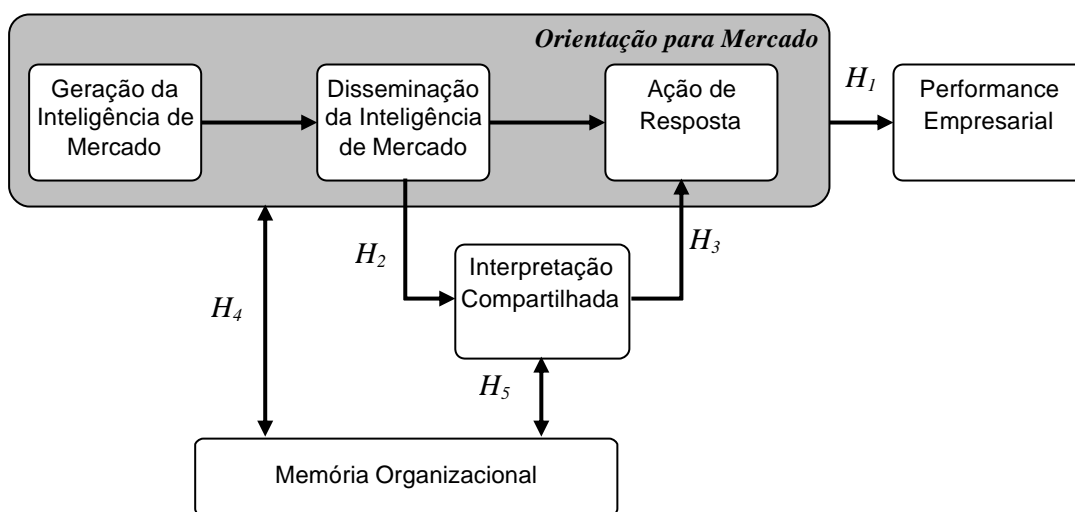 Orientação para Mercado
Geração da
Inteligência de
Mercado
Disseminação
da Inteligência
de Mercado
Ação de
Resposta
H1
Performance
Empresarial
H2
Interpretação
Compartilhada
H3
H4
H5
Memória Organizacional